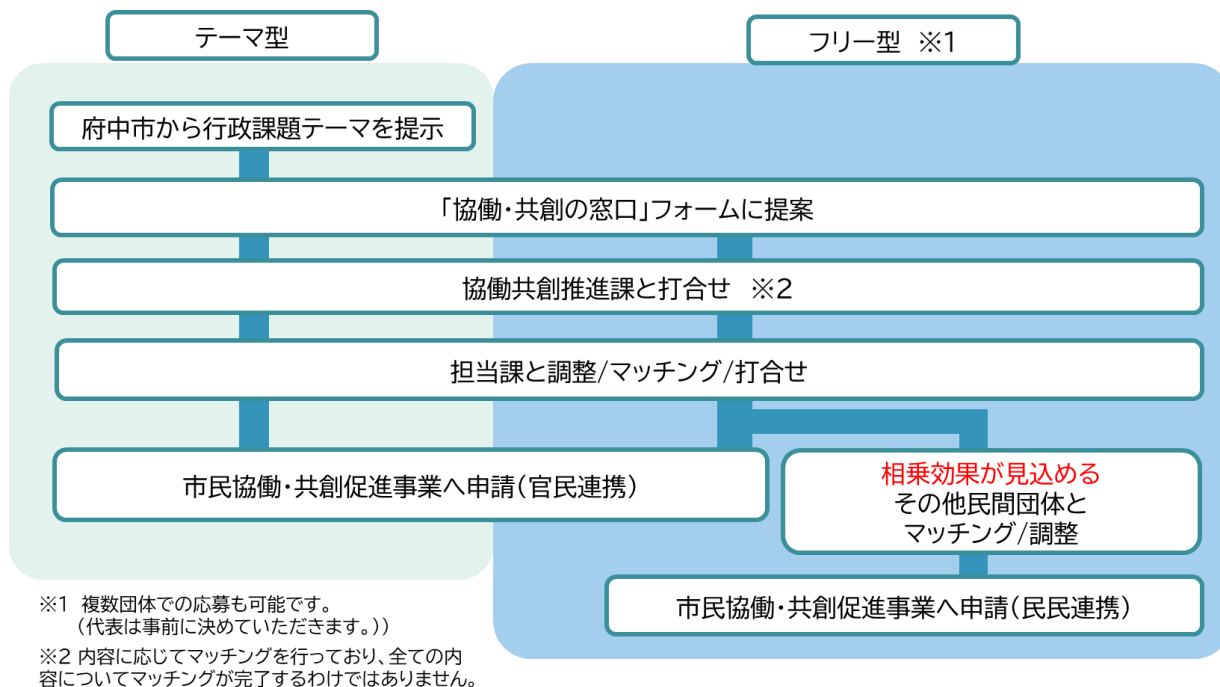 テーマ型
フリー型 ※1
府中市から行政課題テーマを提示
「協働・共創の窓口」フォームに提案
協働共創推進課と打合せ ※2
担当課と調整/マッチング/打合せ
市民協働・共創促進事業へ申請(官民連携)
相乗効果が見込める
その他民間団体と
マッチング/調整
市民協働・共創促進事業へ申請(民民連携)
※1 複数団体での応募も可能です。
(代表は事前に決めていただきます。))
※2 内容に応じてマッチングを行っており、全ての内
容についてマッチングが完了するわけではありません。